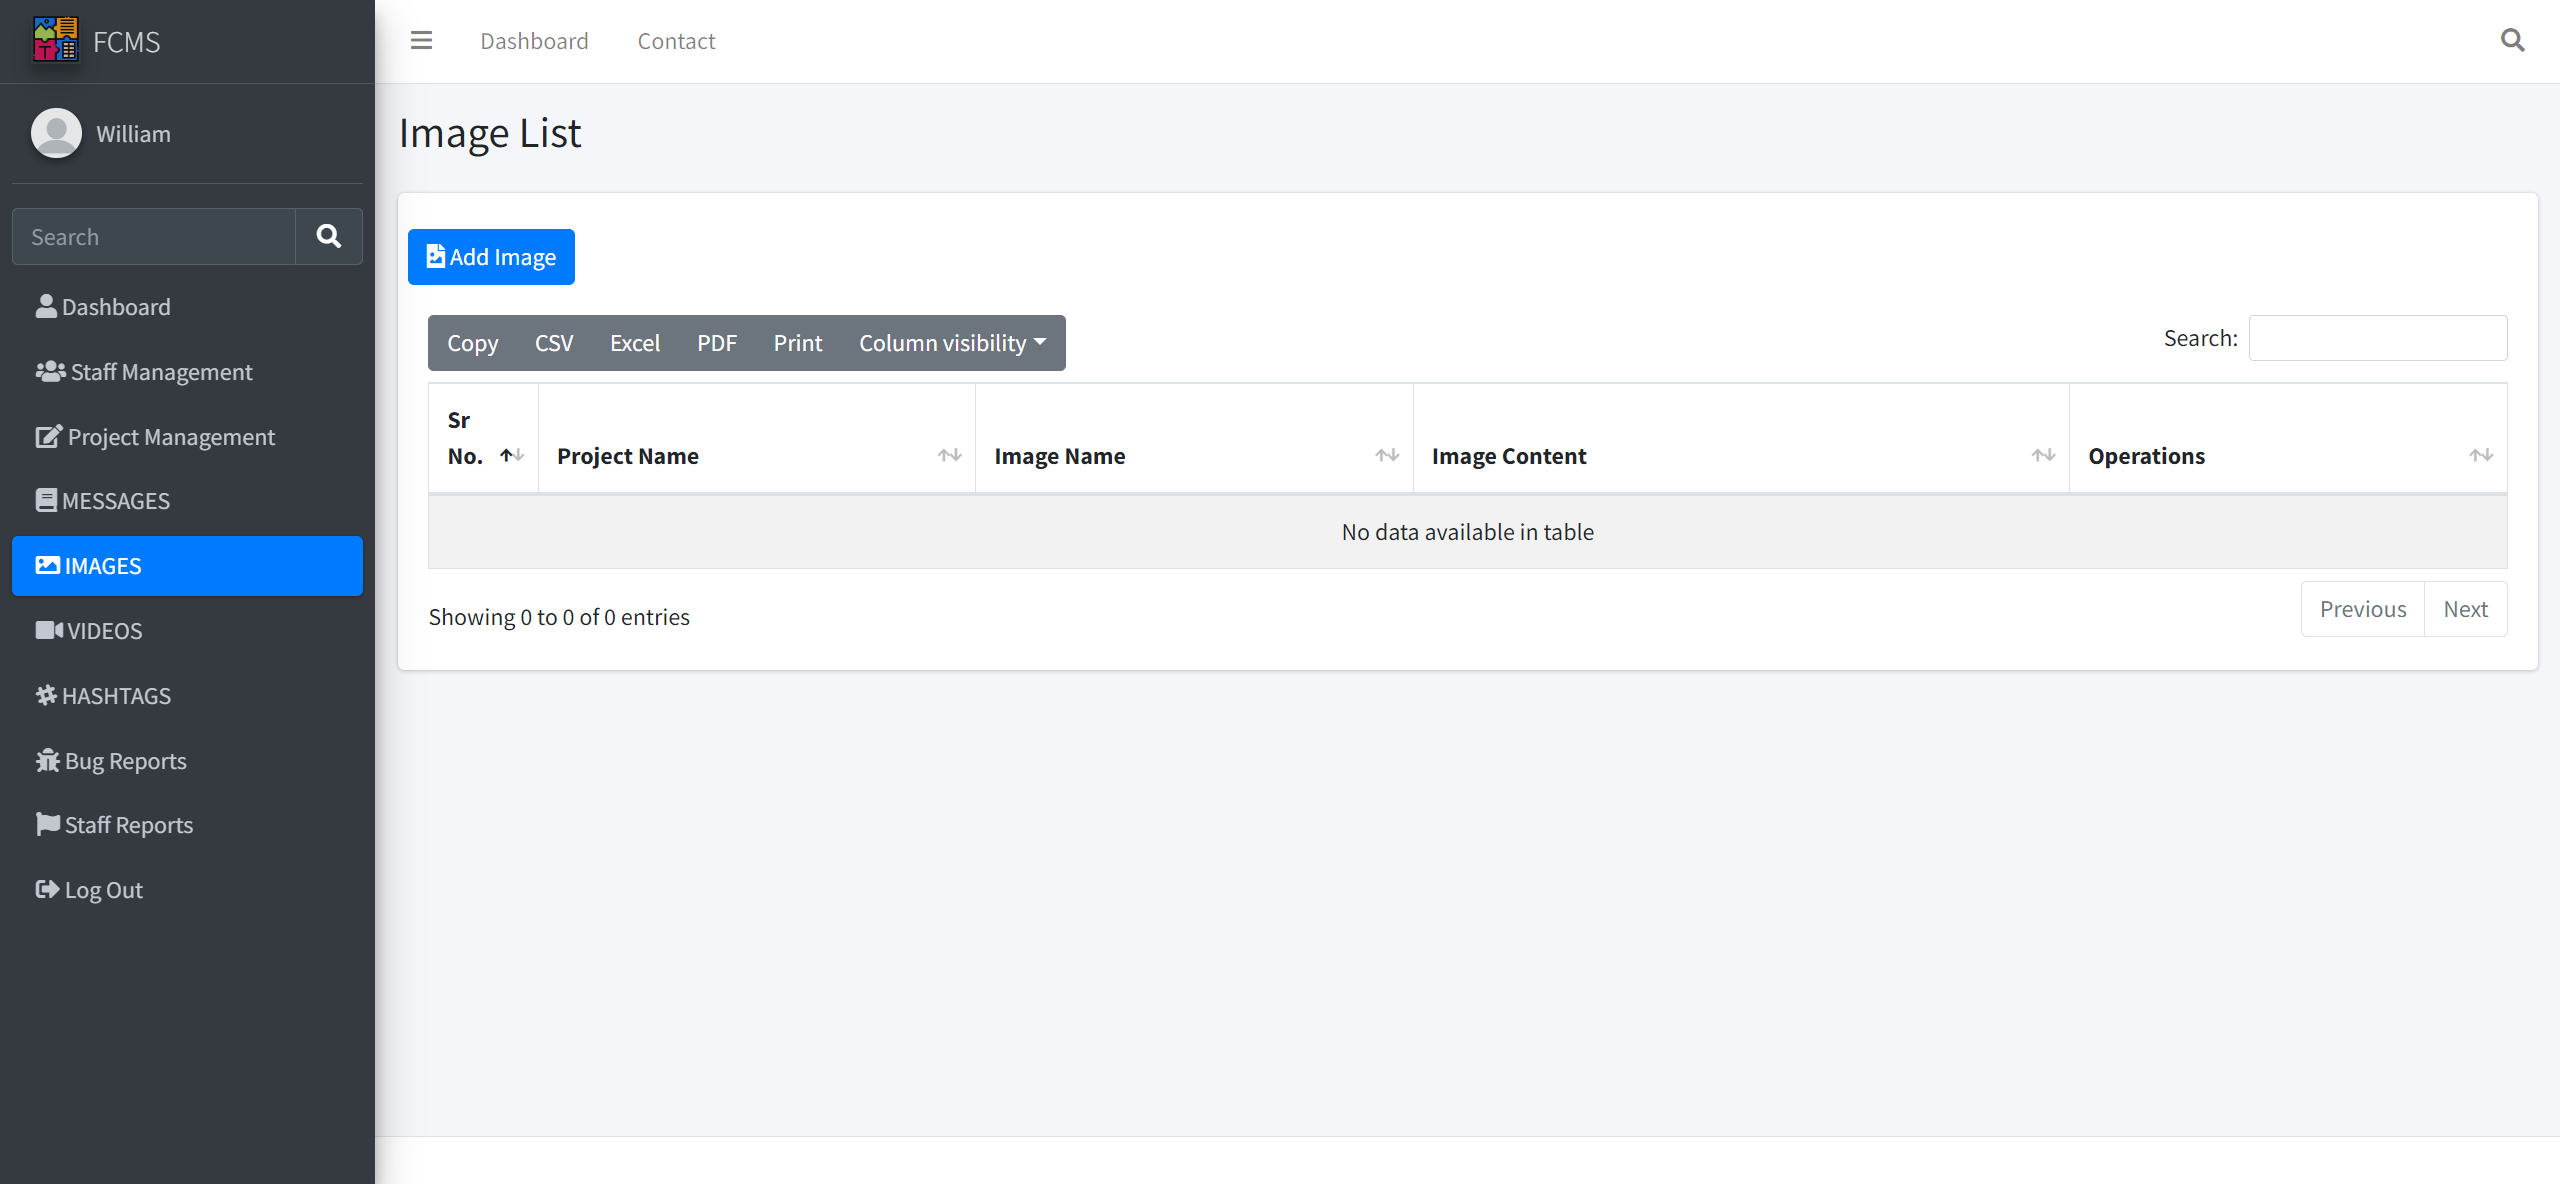 FCMS
Dashboard
Contact
William
Search
Dashboard
Staff Management
Project Management
MESSAGES
IMAGES
VIDEOS
HASHTAGS
Bug Reports
Staff Reports
Log Out
Image List
Add Image
Copy CSV Excel PDF Print Column visibility
Search:
Sr No. Project Name Image Name Image Content Operations
No data available in table
Showing 0 to 0 of 0 entries
Previous Next